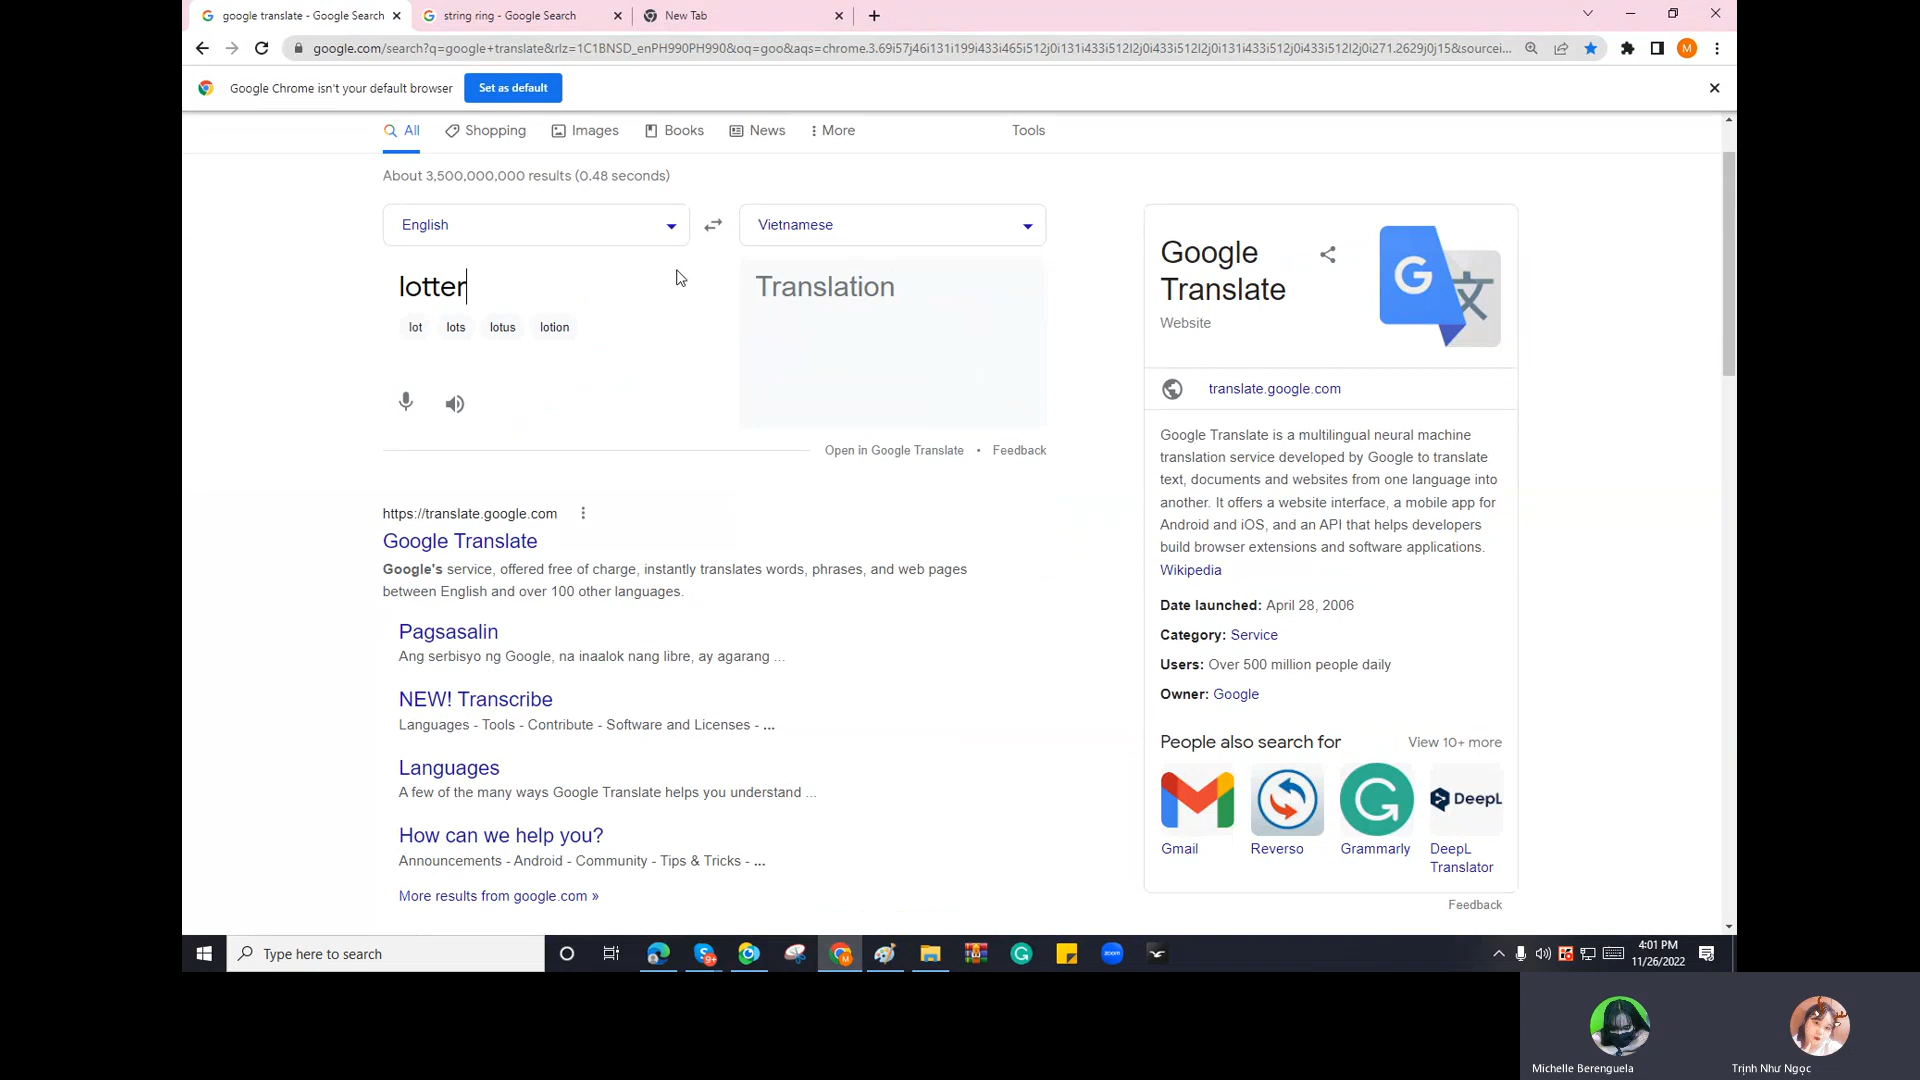 google translate - Google Search
string ring - Google Search
New Tab
google.com/search?q=google+translate&rlz=1C1BNSD_enPH990PH990&oq=goo&aqs=chrome.3.69i57j46i131i199i433i465i512j0i131i433i512l2j0i433i512j0i131i433i512j0i433i512l2j0i271.2629j0j15&sourcei...
M
Google Chrome isn't your default browser
Set as default
All
Shopping
Images
Books
News
More
Tools
About 3,500,000,000 results (0.48 seconds)
English
Vietnamese
lotter
Translation
lot lots lotus lotion
Open in Google Translate • Feedback
https://translate.google.com
Google Translate
Google's service, offered free of charge, instantly translates words, phrases, and web pages
between English and over 100 other languages.
Pagsasalin
Ang serbisyo ng Google, na inaalok nang libre, ay agarang ...
NEW! Transcribe
Languages - Tools - Contribute - Software and Licenses - ...
Languages
A few of the many ways Google Translate helps you understand ...
How can we help you?
Announcements - Android - Community - Tips & Tricks - ...
More results from google.com »
Google
Translate
Website
G
translate.google.com
Google Translate is a multilingual neural machine
translation service developed by Google to translate
text, documents and websites from one language into
another. It offers a website interface, a mobile app for
Android and iOS, and an API that helps developers
build browser extensions and software applications.
Wikipedia
Date launched: April 28, 2006
Category: Service
Users: Over 500 million people daily
Owner: Google
People also search for
View 10+ more
DeepL
Gmail
Reverso
Grammarly
DeepL
Translator
Feedback
Type here to search
zoom
4:01 PM
11/26/2022
Michelle Berenguela
Trịnh Như Ngọc